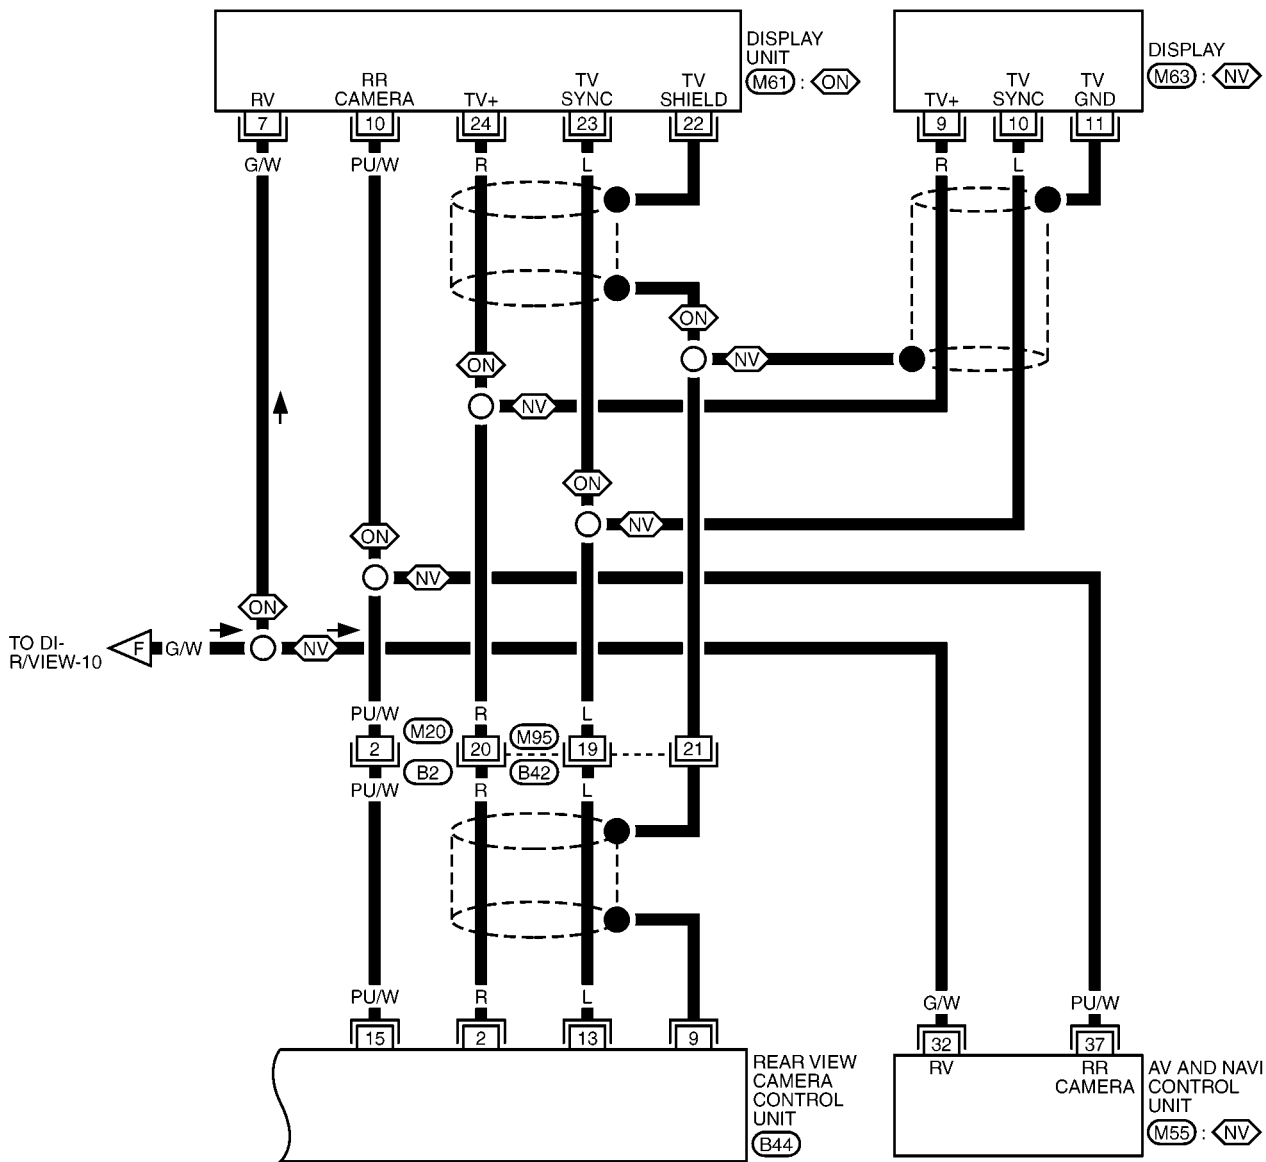 DISPLAY
UNIT
M61 : ON
DISPLAY
M63 : NV
RV
RR
CAMERA
TV+
TV
SYNC
TV
SHIELD
TV+
TV
SYNC
TV
GND
7
10
24
23
22
9
10
11
G/W
PU/W
R
L
R
L
ON
ON
NV
NV
ON
NV
ON
NV
ON
TO DI-
R/VIEW-10
F
G/W
NV
PU/W
R
L
M20
M95
2
20
19
21
B2
B42
PU/W
R
L
PU/W
R
L
G/W
PU/W
15
2
13
9
32
37
RV
RR
CAMERA
REAR VIEW
CAMERA
CONTROL
UNIT
B44
AV AND NAVI
CONTROL
UNIT
M55 : NV